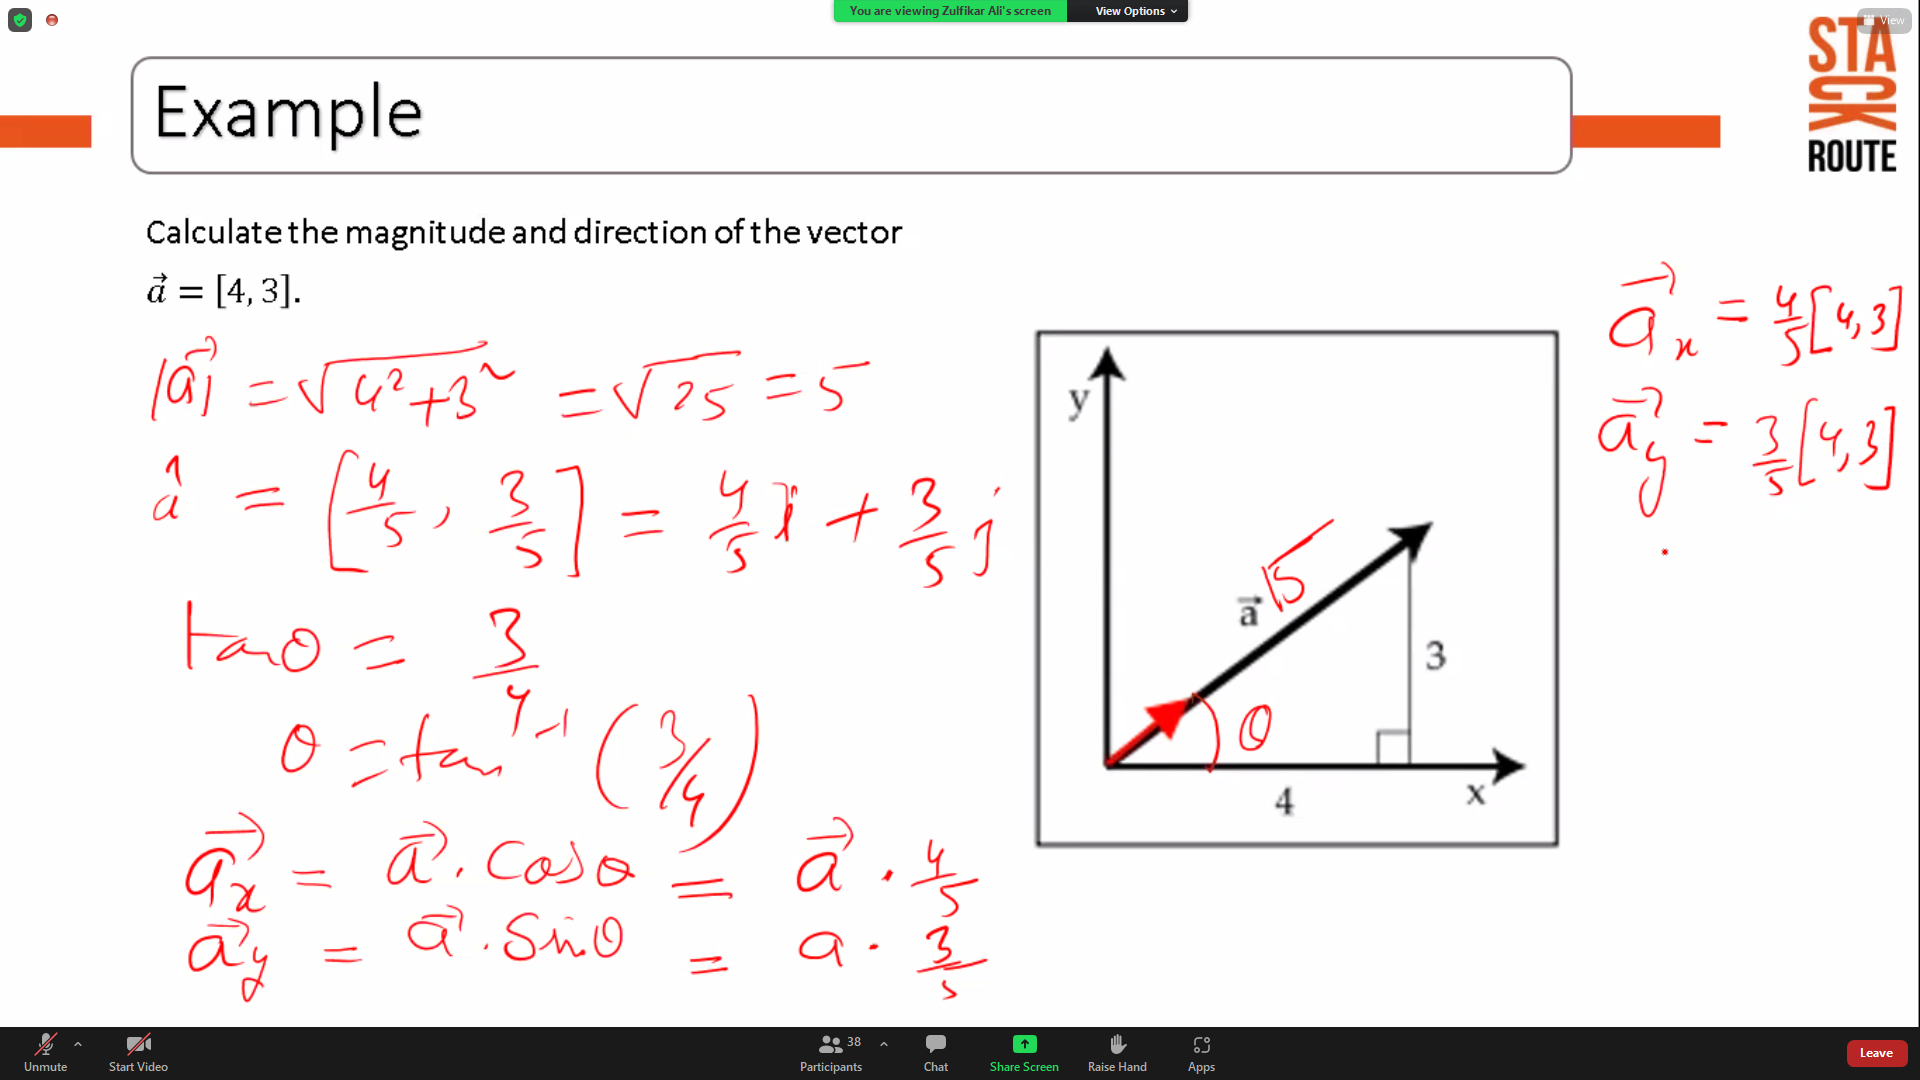 You are viewing Zulfikar Ali's screen
View Options
View
STACK
ROUTE
Example
Calculate the magnitude and direction of the vector
a⃗ = [4, 3].
|a⃗| = √4²+3² = √25 = 5
â = [4/5, 3/5] = 4/5 i + 3/5 j
tanθ = 3/4
θ = tan⁻¹ (3/4)
a⃗x = a⃗ . cosθ = a⃗ . 4/5
a⃗y = a⃗ . sinθ = a . 3/5
y
a⃗
5
θ
3
4
x
a⃗x = 4/5 [4,3]
a⃗y = 3/5 [4,3]
Unmute
Start Video
38
Participants
Chat
Share Screen
Raise Hand
Apps
Leave